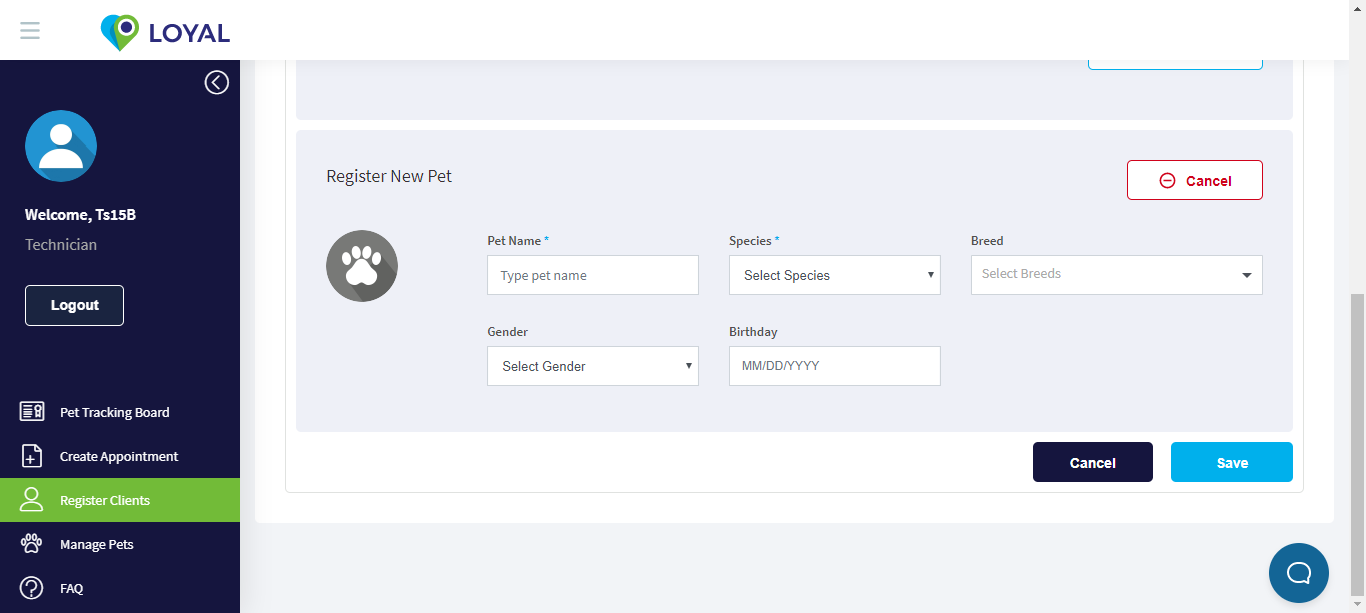 LOYAL
Welcome, Ts15B
Technician
Logout
Pet Tracking Board
Create Appointment
Register Clients
Manage Pets
FAQ
Register New Pet
Cancel
Pet Name *
Species *
Breed
Type pet name
Select Species
Select Breeds
Gender
Birthday
Select Gender
MM/DD/YYYY
Cancel
Save